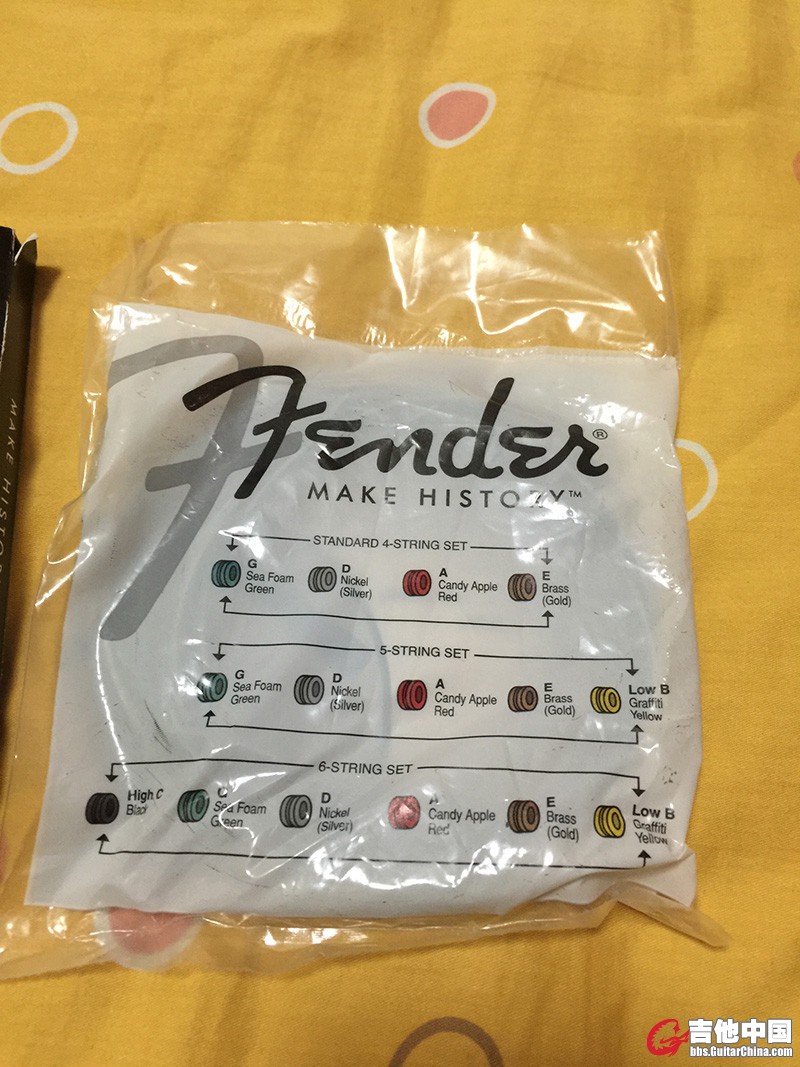 Fender®
MAKE HISTORY™
MAKE HISTORY
STANDARD 4-STRING SET
G Sea Foam Green
D Nickel (Silver)
A Candy Apple Red
E Brass (Gold)
5-STRING SET
G Sea Foam Green
D Nickel (Silver)
A Candy Apple Red
E Brass (Gold)
Low B Graffiti Yellow
6-STRING SET
High C Black
G Sea Foam Green
D Nickel (Silver)
A Candy Apple Red
E Brass (Gold)
Low B Graffiti Yellow
吉他中国
bbs.GuitarChina.com